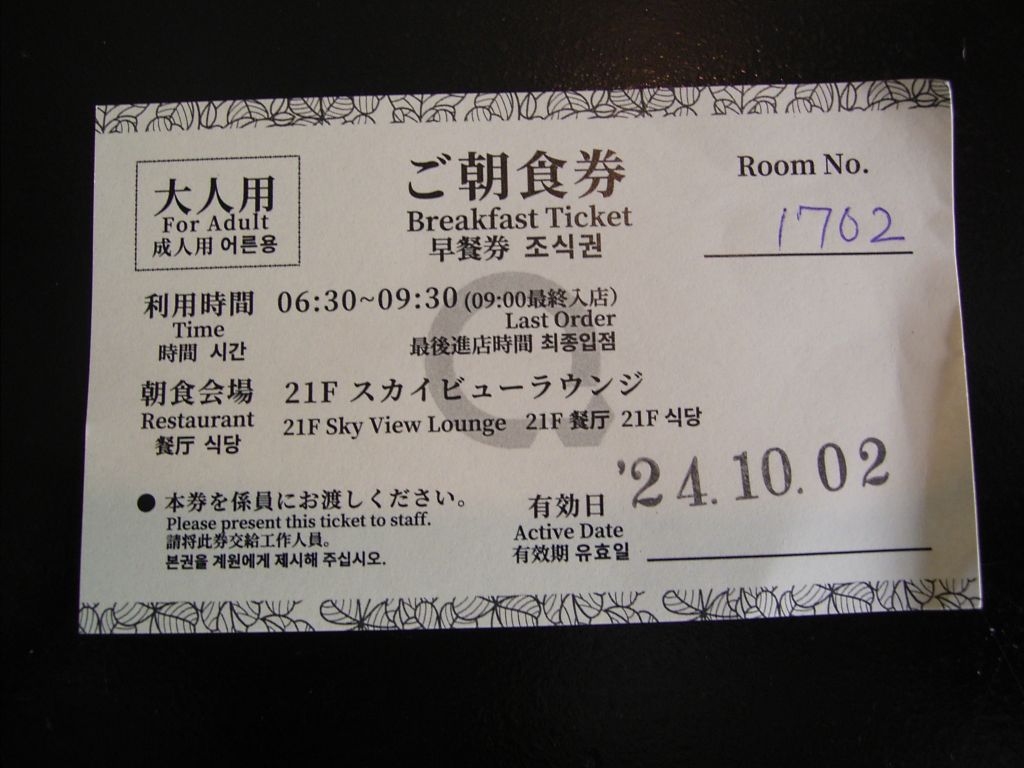 大人用
For Adult
成人用 어른용
ご朝食券
Breakfast Ticket
早餐券 조식권
Room No.
1702
利用時間 06:30~09:30 (09:00最終入店)
Time Last Order
時間 시간 最後進店時間 최종입점
朝食会場 21F スカイビューラウンジ
Restaurant 21F Sky View Lounge 21F 餐厅 21F 식당
餐厅 식당
● 本券を係員にお渡しください。
Please present this ticket to staff.
請将此券交給工作人員。
본권을 계원에게 제시해 주십시오.
有効日 '24.10.02
Active Date
有效期 유효일